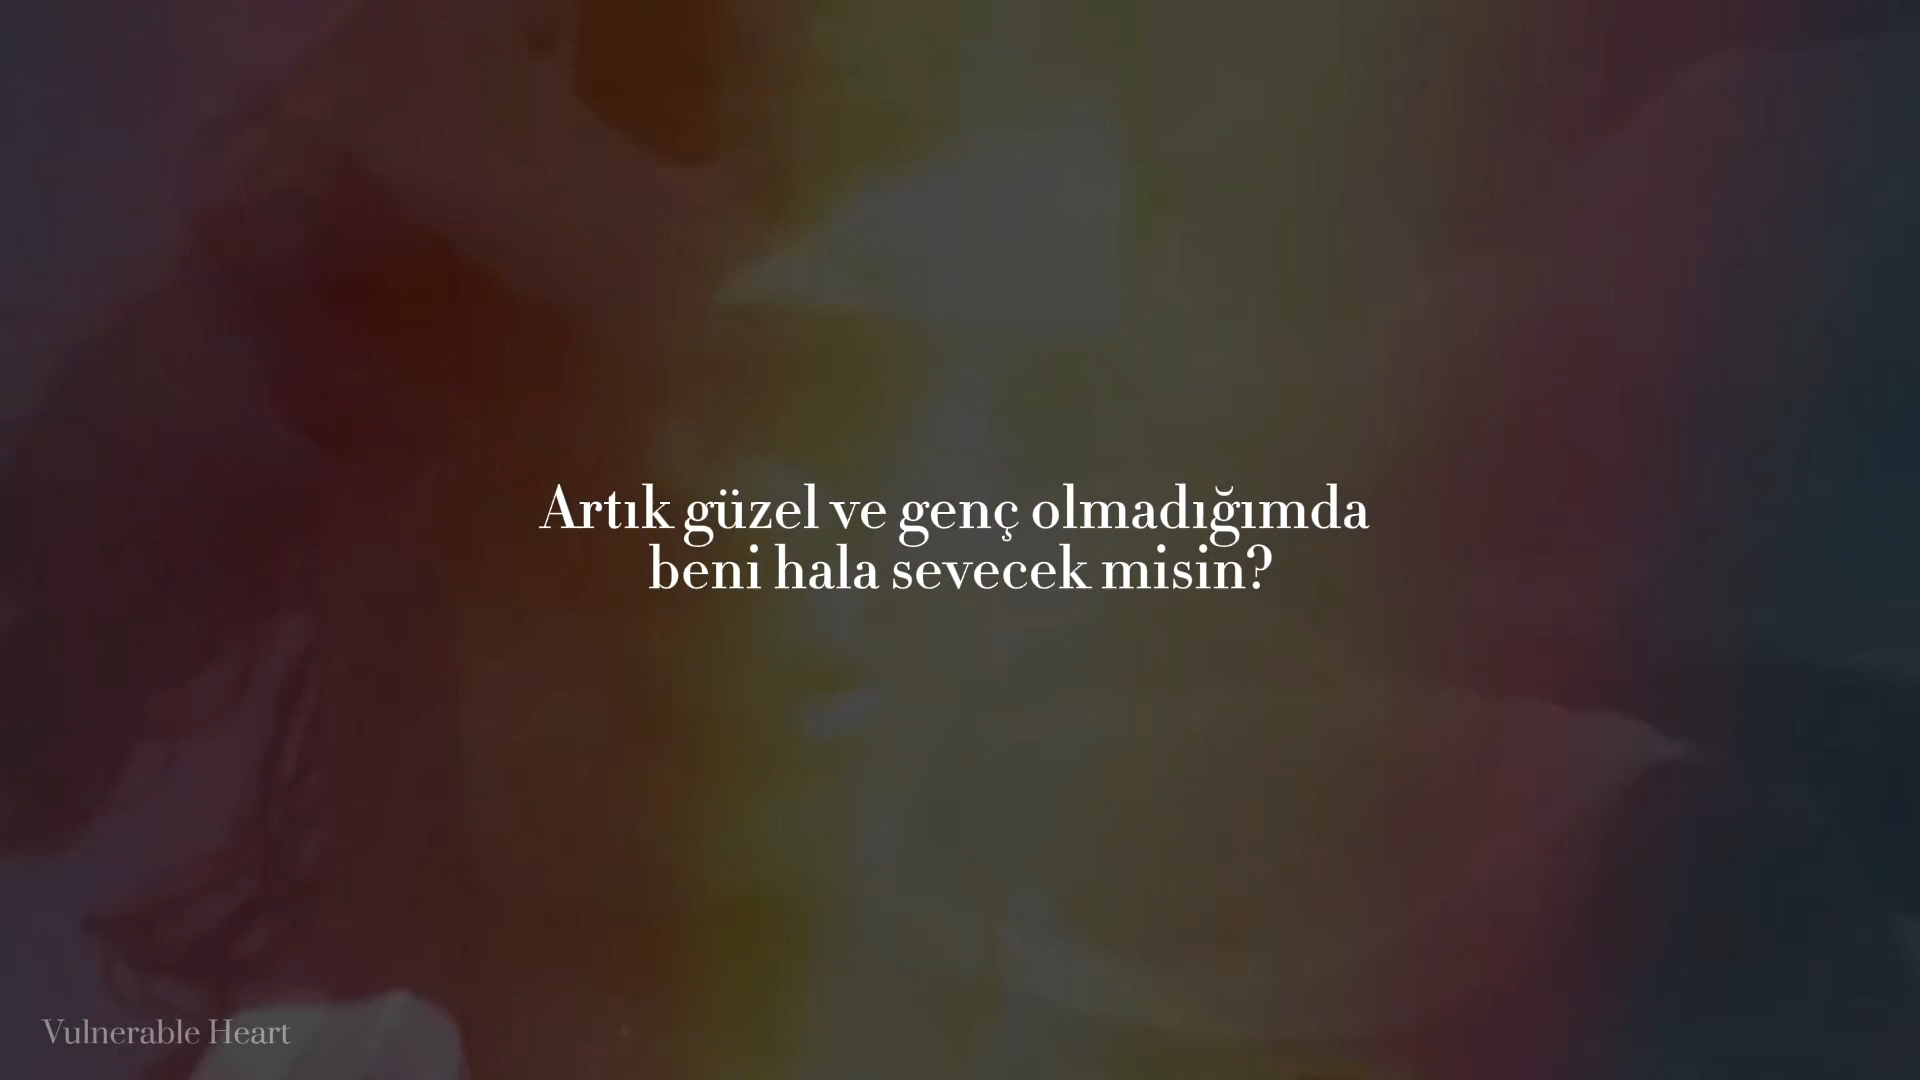 Artık güzel ve genç olmadığımda
beni hala sevecek misin?
Vulnerable Heart